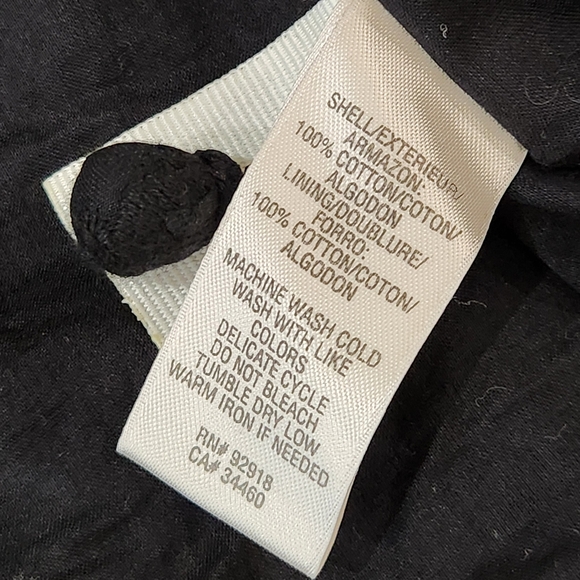 SHELL/EXTERIEUR/
ARMAZON:
100% COTTON/COTON/
ALGODON
LINING/DOUBLURE/
FORRO:
100% COTTON/COTON/
ALGODON
MACHINE WASH COLD
WASH WITH LIKE
COLORS
DELICATE CYCLE
DO NOT BLEACH
TUMBLE DRY LOW
WARM IRON IF NEEDED
RN# 92918
CA# 34460